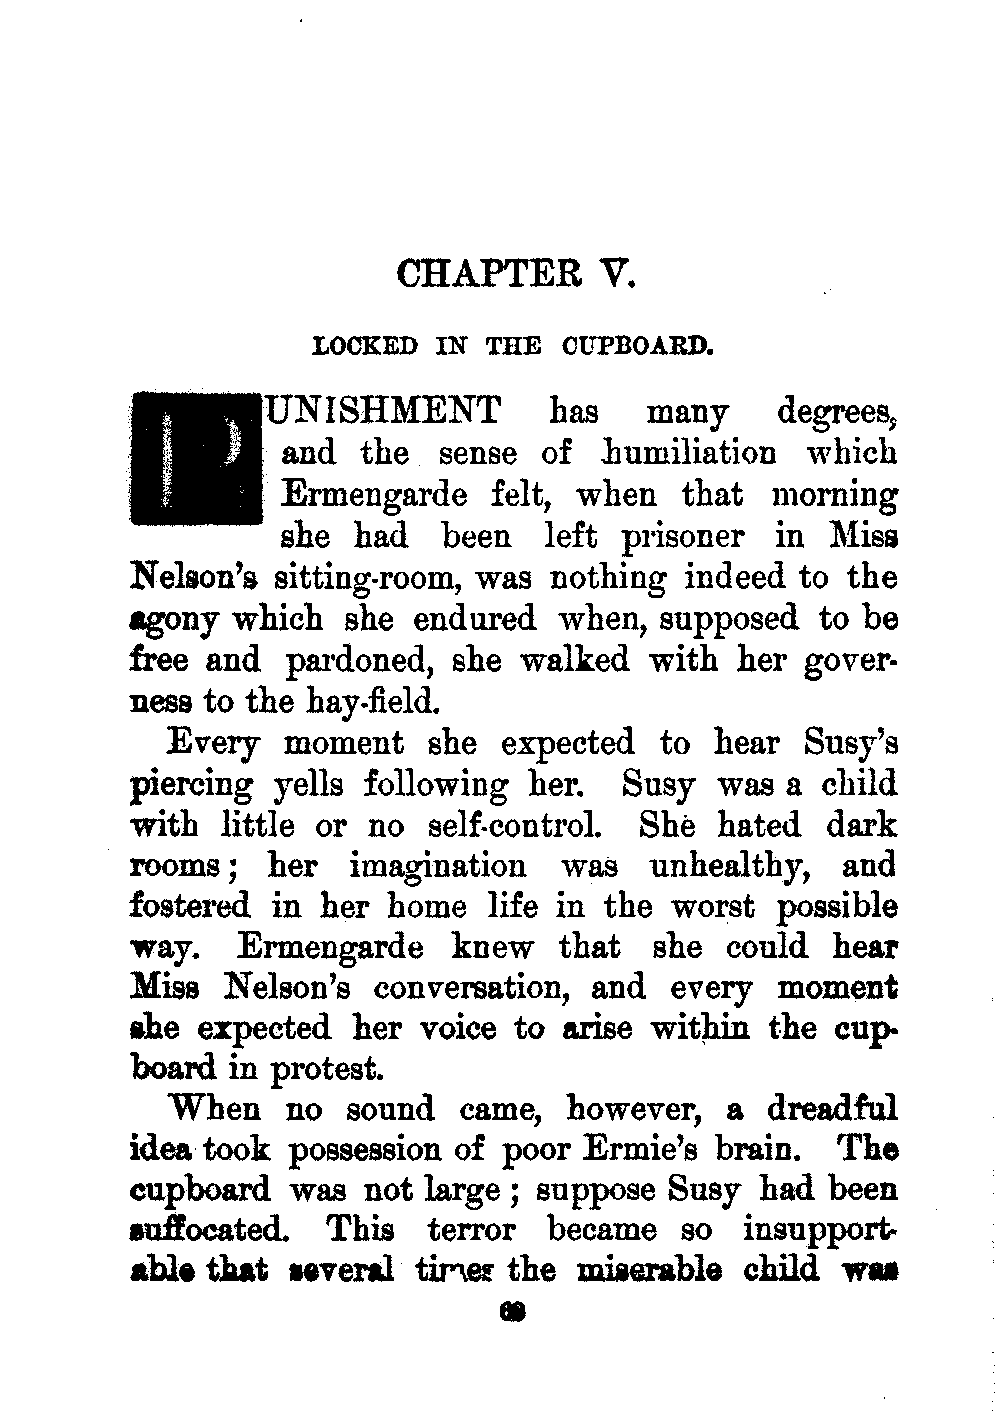 CHAPTER V.
LOCKED IN THE CUPBOARD.
PUNISHMENT has many degrees,
and the sense of humiliation which
Ermengarde felt, when that morning
she had been left prisoner in Miss
Nelson's sitting-room, was nothing indeed to the
agony which she endured when, supposed to be
free and pardoned, she walked with her gover-
ness to the hay-field.
Every moment she expected to hear Susy's
piercing yells following her. Susy was a child
with little or no self-control. She hated dark
rooms; her imagination was unhealthy, and
fostered in her home life in the worst possible
way. Ermengarde knew that she could hear
Miss Nelson's conversation, and every moment
she expected her voice to arise within the cup-
board in protest.
When no sound came, however, a dreadful
idea took possession of poor Ermie's brain. The
cupboard was not large; suppose Susy had been
suffocated. This terror became so insupport-
able that several times the miserable child was